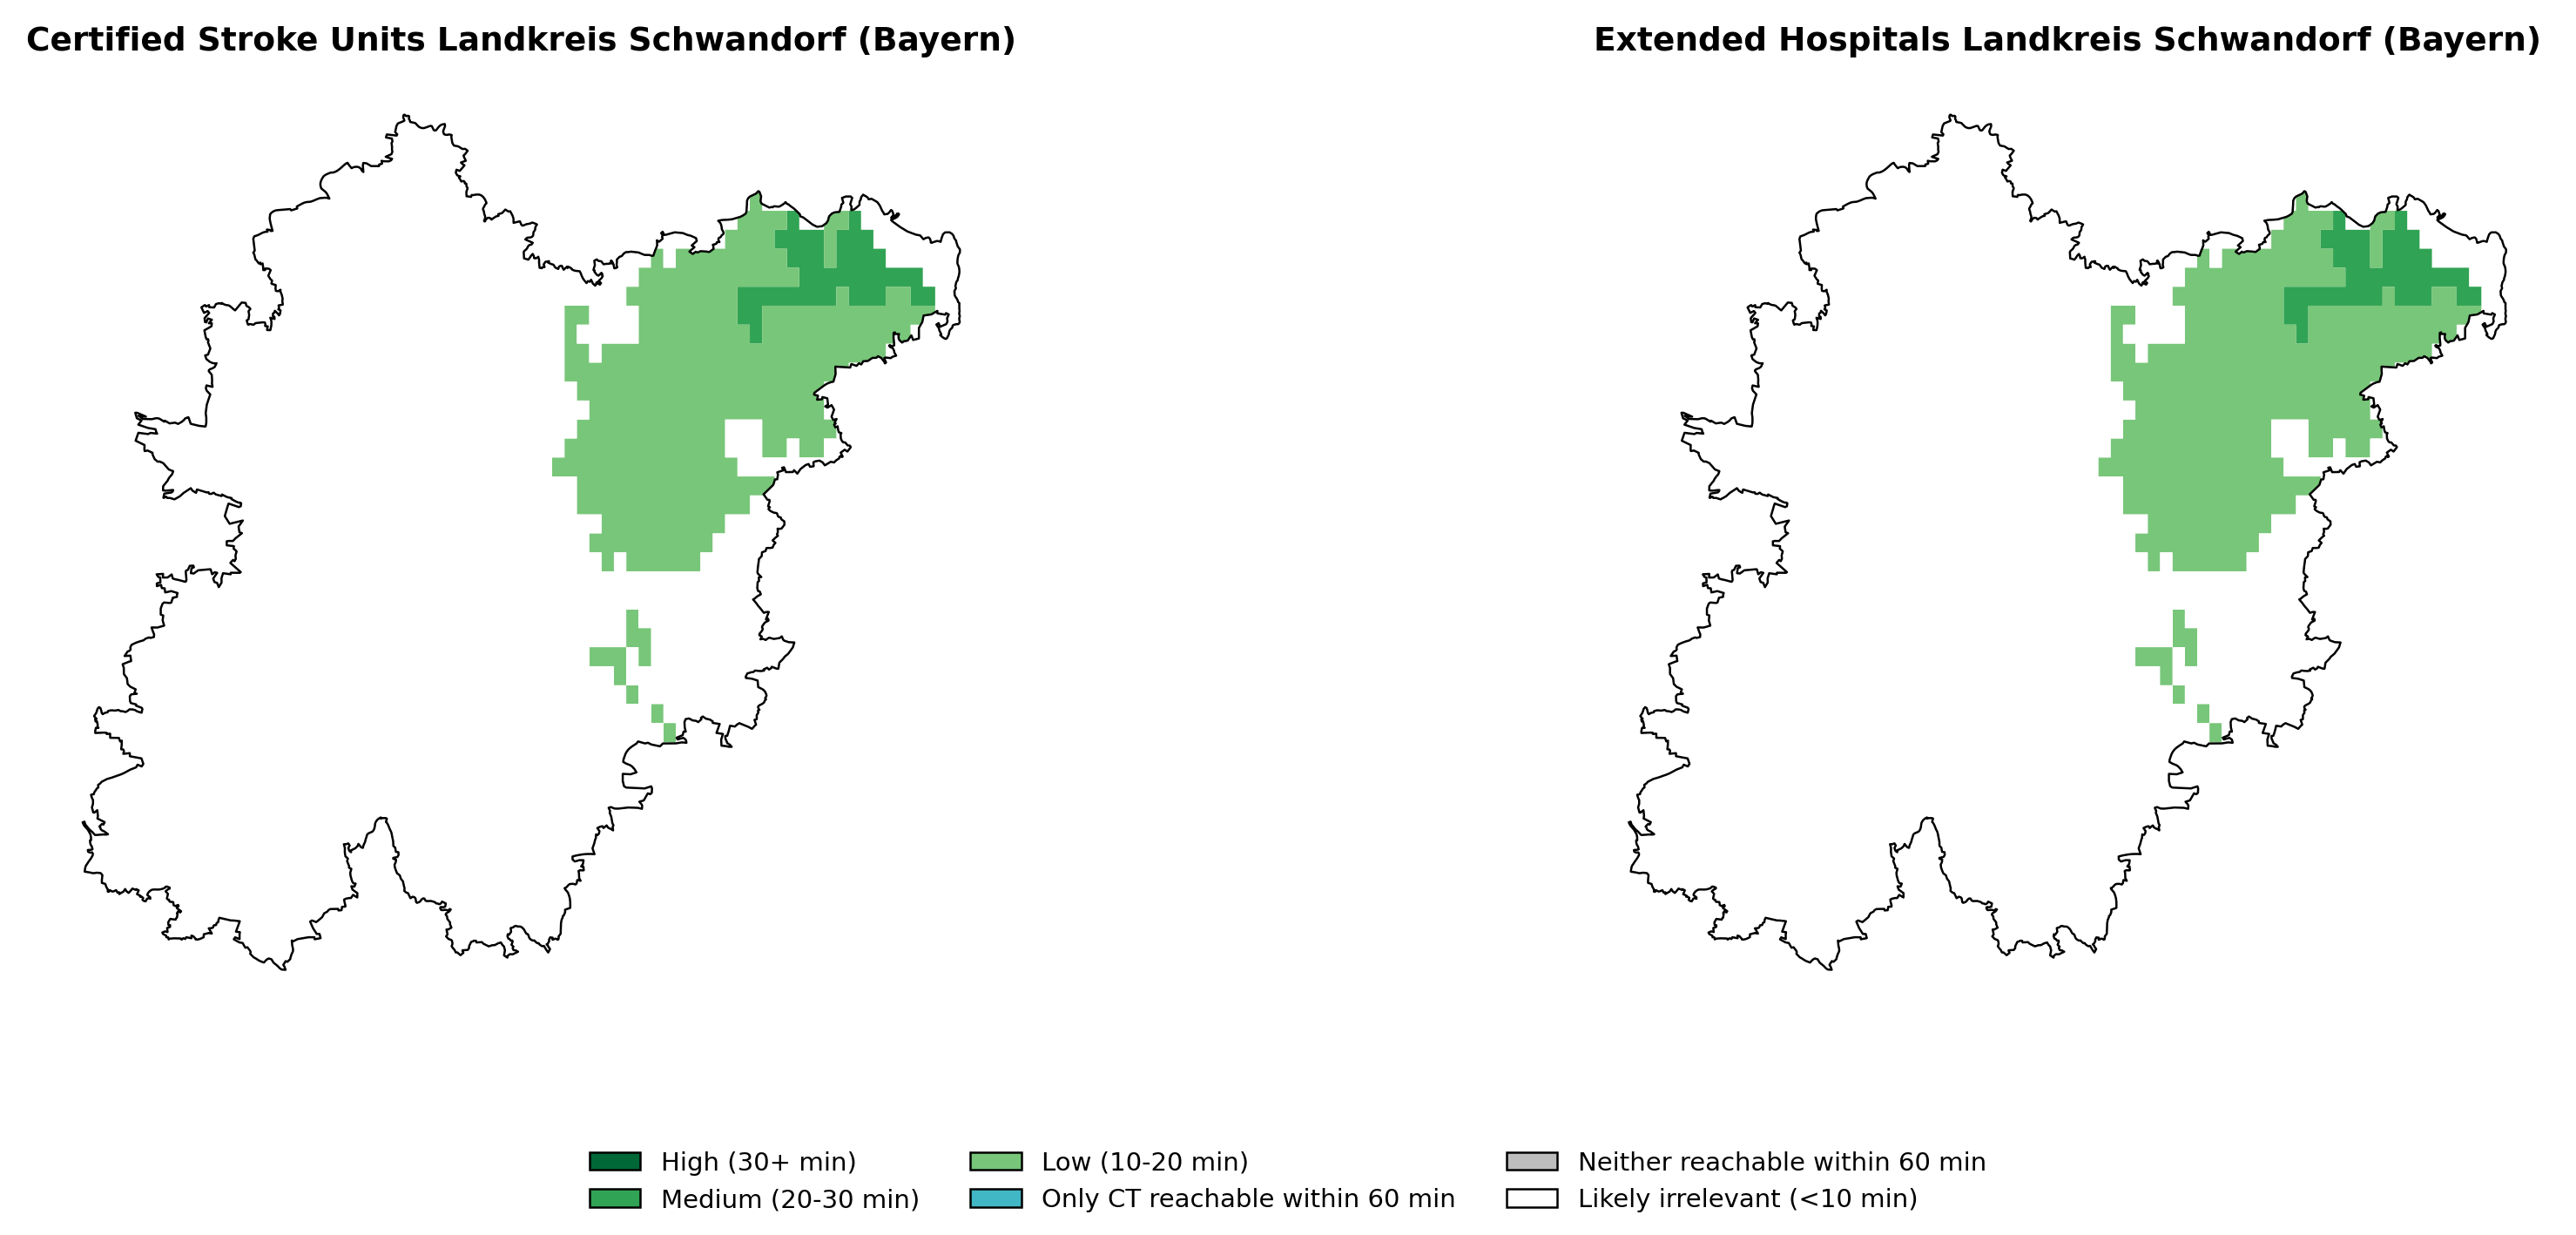 Certified Stroke Units Landkreis Schwandorf (Bayern)
Extended Hospitals Landkreis Schwandorf (Bayern)
High (30+ min)
Medium (20-30 min)
Low (10-20 min)
Only CT reachable within 60 min
Neither reachable within 60 min
Likely irrelevant (<10 min)